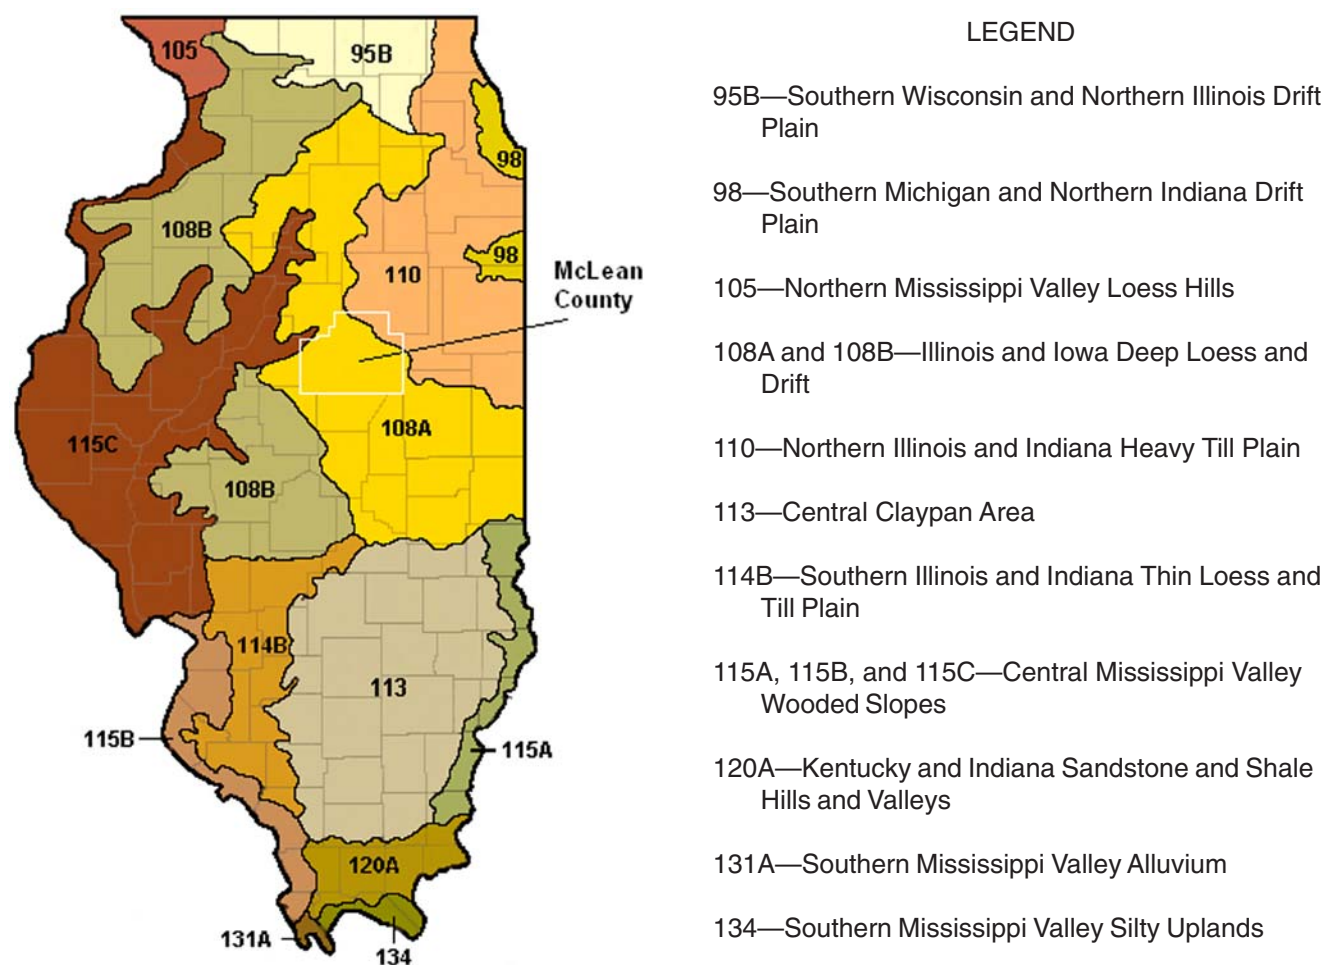 105
95B
98
108B
98
110
McLean
County
108A
115C
108B
114B
113
115B
115A
120A
131A
134
LEGEND
95B—Southern Wisconsin and Northern Illinois Drift
Plain
98—Southern Michigan and Northern Indiana Drift
Plain
105—Northern Mississippi Valley Loess Hills
108A and 108B—Illinois and Iowa Deep Loess and
Drift
110—Northern Illinois and Indiana Heavy Till Plain
113—Central Claypan Area
114B—Southern Illinois and Indiana Thin Loess and
Till Plain
115A, 115B, and 115C—Central Mississippi Valley
Wooded Slopes
120A—Kentucky and Indiana Sandstone and Shale
Hills and Valleys
131A—Southern Mississippi Valley Alluvium
134—Southern Mississippi Valley Silty Uplands